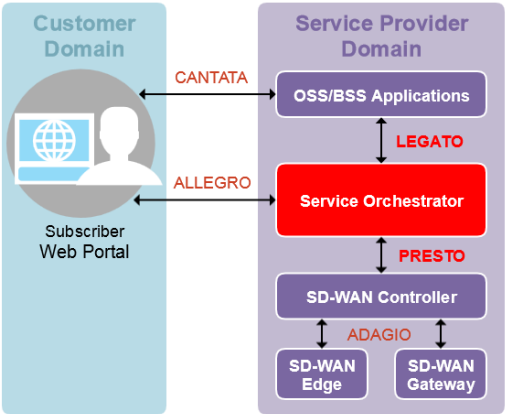 Customer
Domain
Service Provider
Domain
CANTATA
OSS/BSS Applications
LEGATO
ALLEGRO
Service Orchestrator
Subscriber
Web Portal
PRESTO
SD-WAN Controller
ADAGIO
SD-WAN
Edge
SD-WAN
Gateway